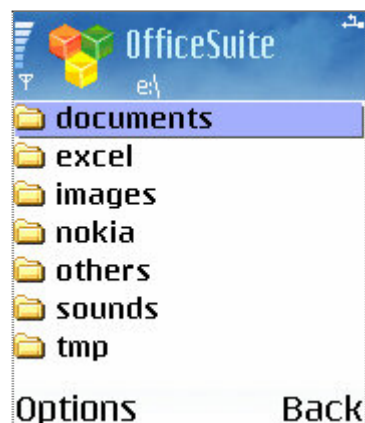 OfficeSuite
e:\
documents
excel
images
nokia
others
sounds
tmp
Options Back